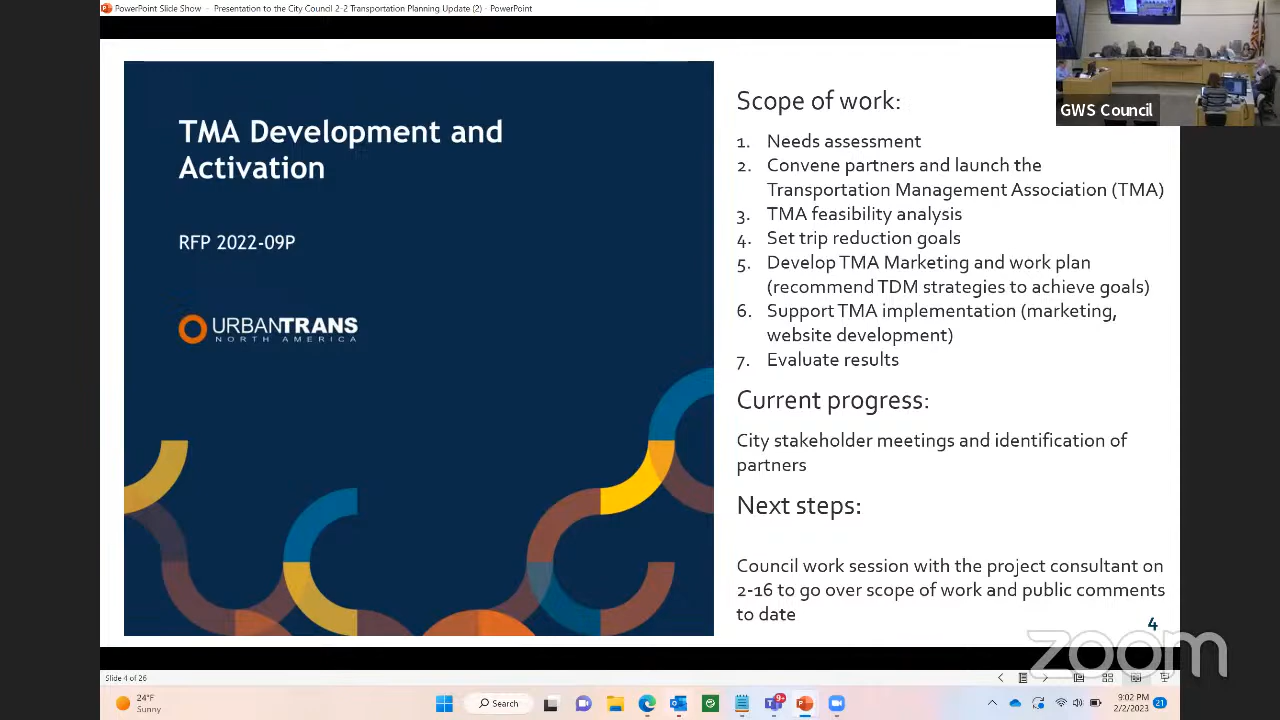 PowerPoint Slide Show - Presentation to the City Council 2-2 Transportation Planning Update (2) - PowerPoint
GWS Council
TMA Development and
Activation
RFP 2022-09P
URBANTRANS
NORTH AMERICA
Scope of work:
1. Needs assessment
2. Convene partners and launch the
Transportation Management Association (TMA)
3. TMA feasibility analysis
4. Set trip reduction goals
5. Develop TMA Marketing and work plan
(recommend TDM strategies to achieve goals)
6. Support TMA implementation (marketing,
website development)
7. Evaluate results
Current progress:
City stakeholder meetings and identification of
partners
Next steps:
Council work session with the project consultant on
2-16 to go over scope of work and public comments
to date
4
zoom
Slide 4 of 26
24°F
Sunny
Search
9+
9:02 PM
2/2/2023
21